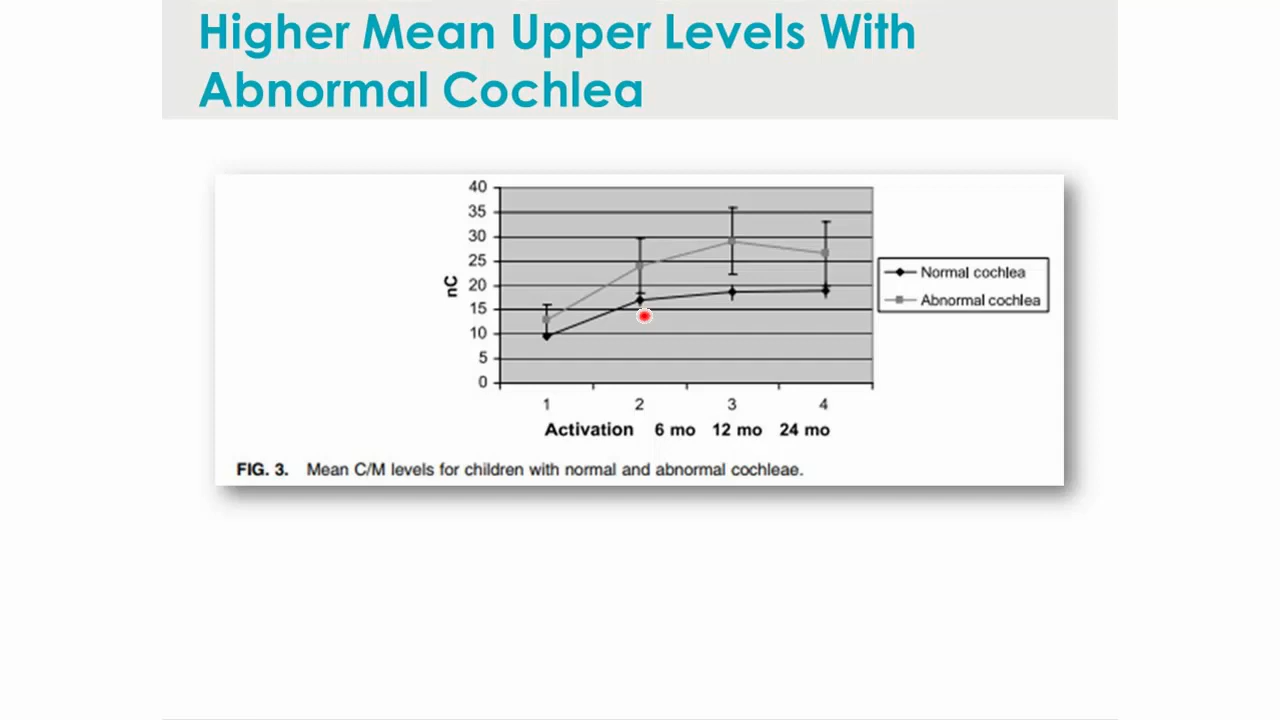 Higher Mean Upper Levels With
Abnormal Cochlea
40
35
30
25
20
15
10
5
0
nC
1 2 3 4
Activation 6 mo 12 mo 24 mo
Normal cochlea
Abnormal cochlea
FIG. 3. Mean C/M levels for children with normal and abnormal cochleae.